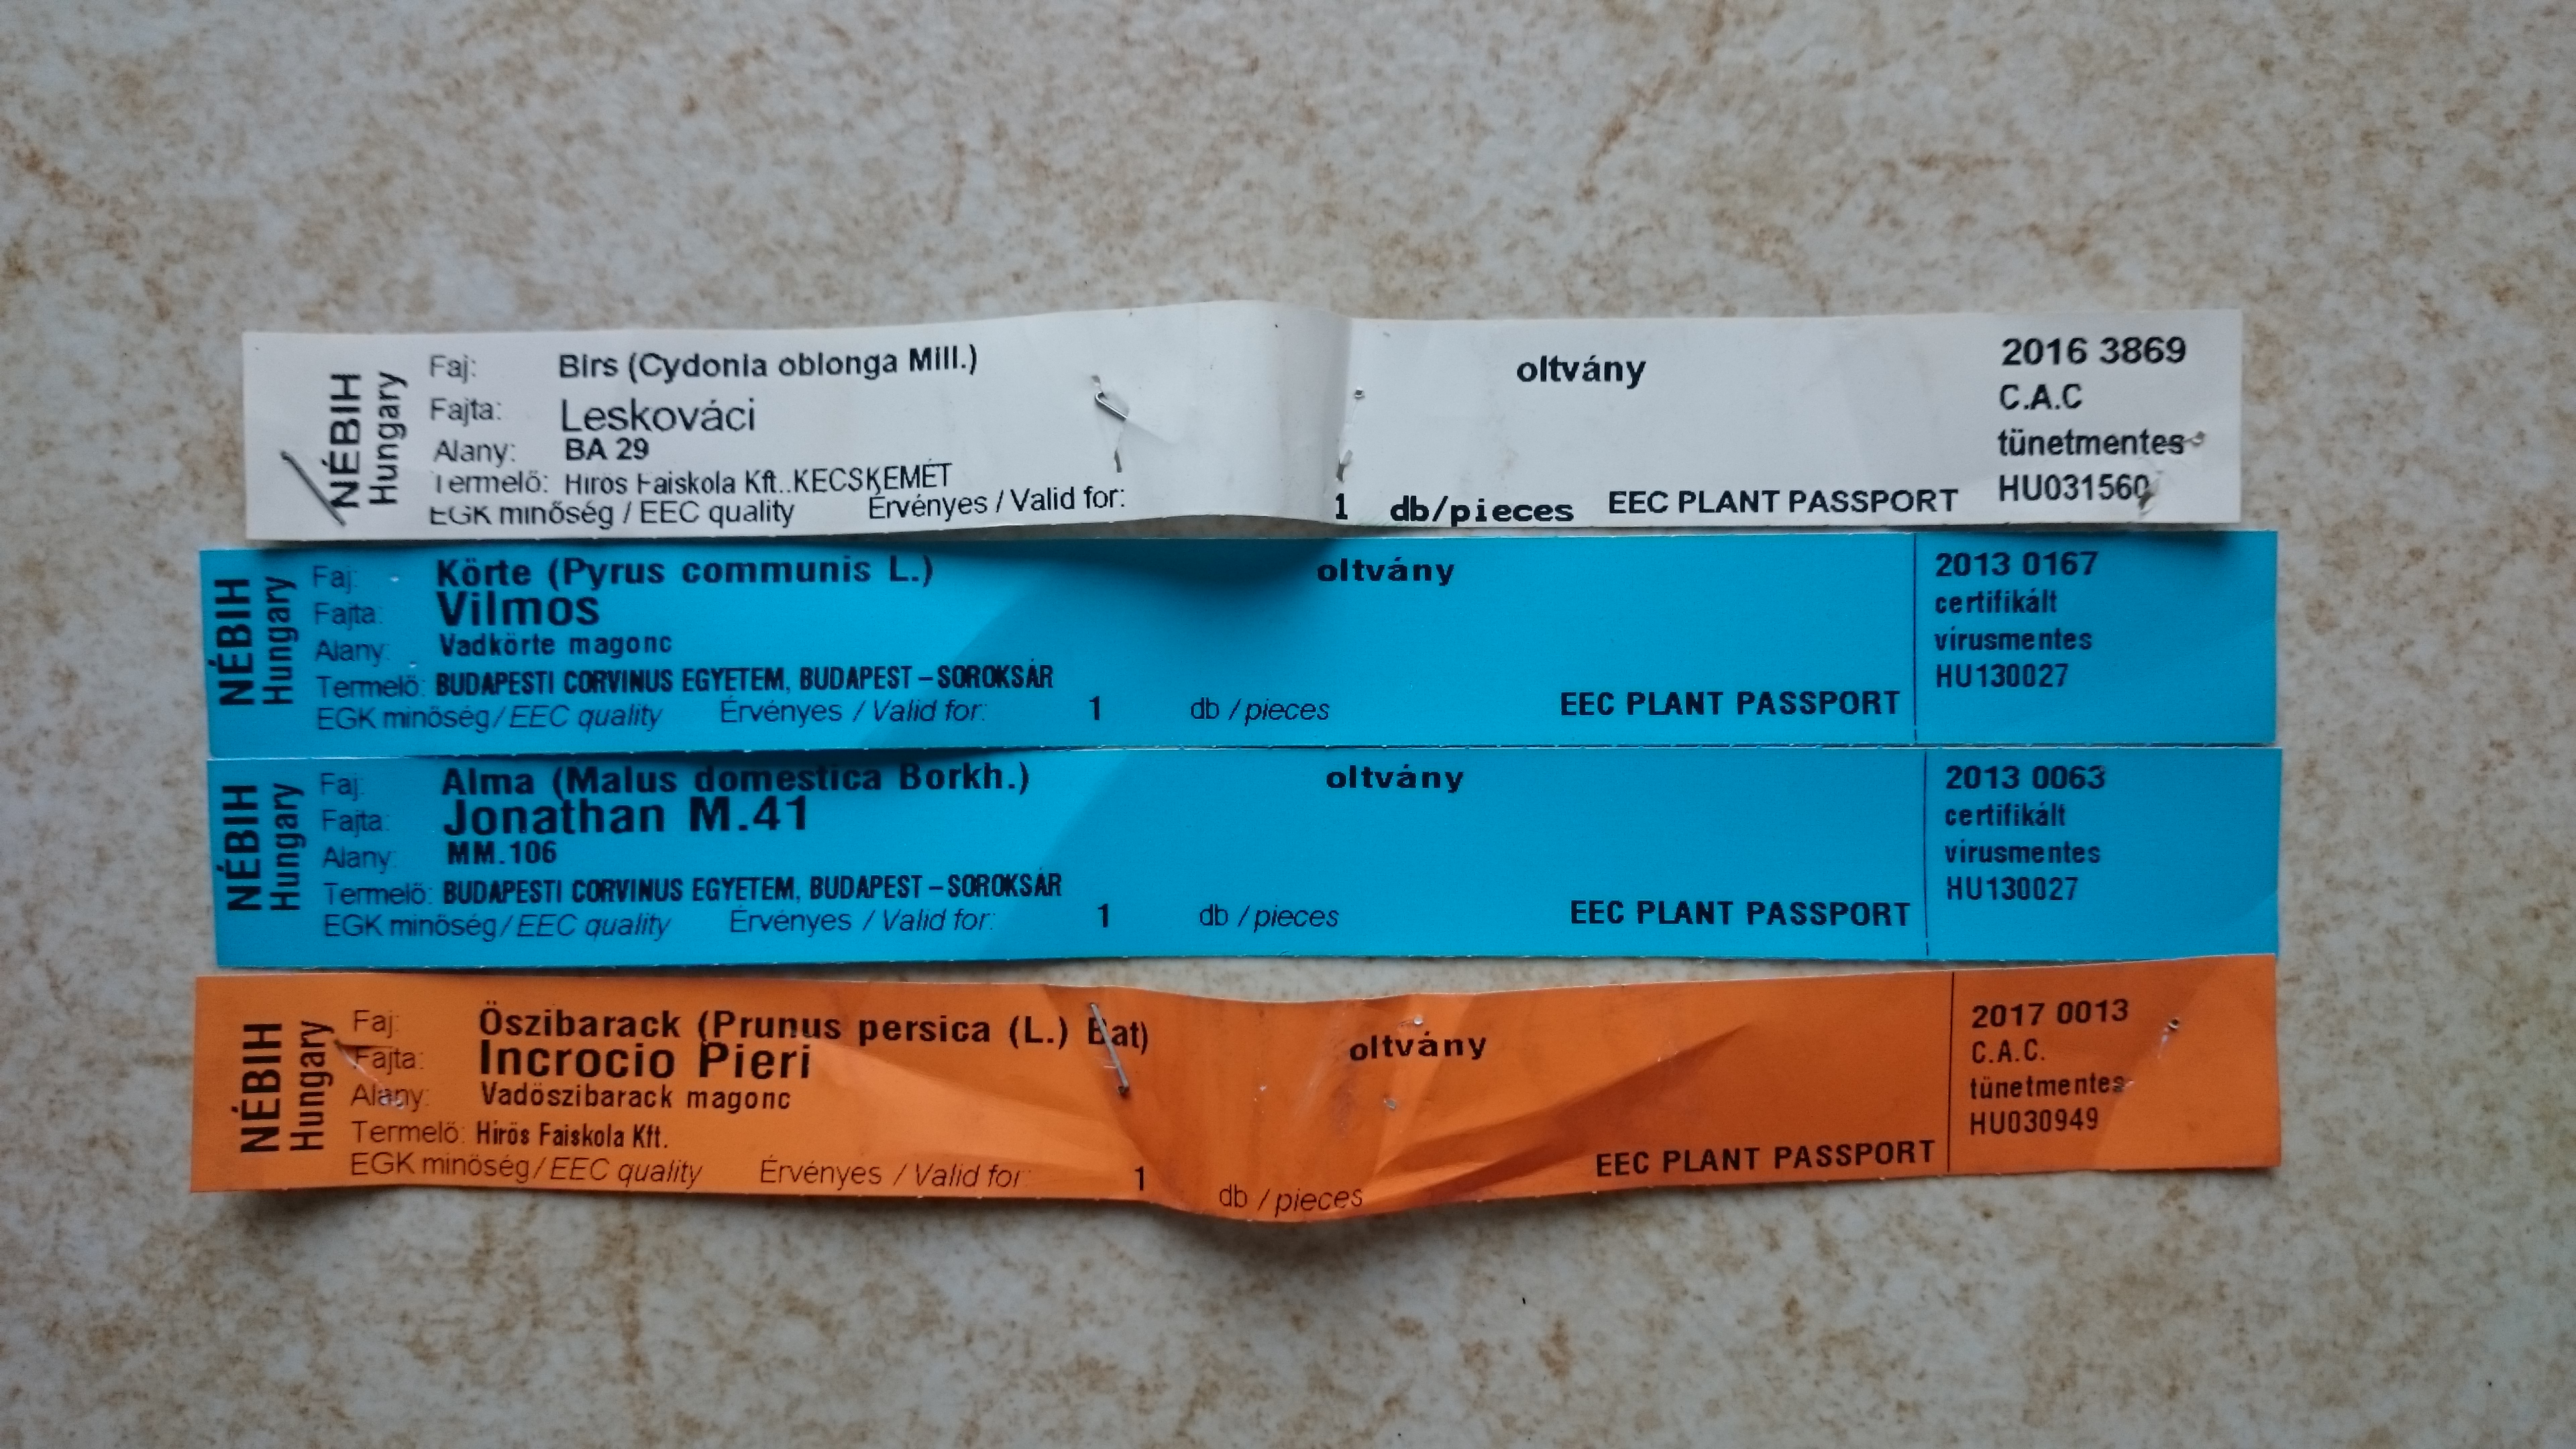 NÉBIH
Hungary
Faj: Birs (Cydonia oblonga Mill.) oltvány 2016 3869
Fajta: Leskováci C.A.C
Alany: BA 29 tünetmentes
Termelő: Hírös Faiskola Kft..KECSKEMÉT HU031560
EGK minőség / EEC quality Érvényes / Valid for: 1 db/pieces EEC PLANT PASSPORT
NÉBIH
Hungary
Faj: Körte (Pyrus communis L.) oltvány 2013 0167
Fajta: Vilmos certifikált
Alany: Vadkörte magonc vírusmentes
Termelő: BUDAPESTI CORVINUS EGYETEM, BUDAPEST – SOROKSÁR HU130027
EGK minőség / EEC quality Érvényes / Valid for: 1 db / pieces EEC PLANT PASSPORT
NÉBIH
Hungary
Faj: Alma (Malus domestica Borkh.) oltvány 2013 0063
Fajta: Jonathan M.41 certifikált
Alany: MM.106 vírusmentes
Termelő: BUDAPESTI CORVINUS EGYETEM, BUDAPEST – SOROKSÁR HU130027
EGK minőség / EEC quality Érvényes / Valid for: 1 db / pieces EEC PLANT PASSPORT
NÉBIH
Hungary
Faj: Őszibarack (Prunus persica (L.) Bat) oltvány 2017 0013
Fajta: Incrocio Pieri C.A.C.
Alany: Vadőszibarack magonc tünetmentes
Termelő: Hírös Faiskola Kft. HU030949
EGK minőség / EEC quality Érvényes / Valid for: 1 db / pieces EEC PLANT PASSPORT